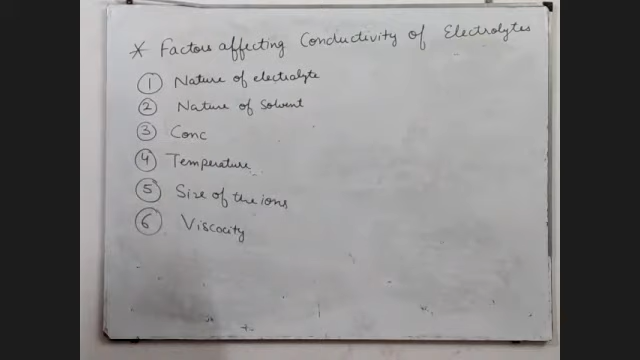 * Factors affecting Conductivity of Electrolytes
① Nature of electrolyte
② Nature of solvent
③ Conc
④ Temperature
⑤ Size of the ions
⑥ Viscocity